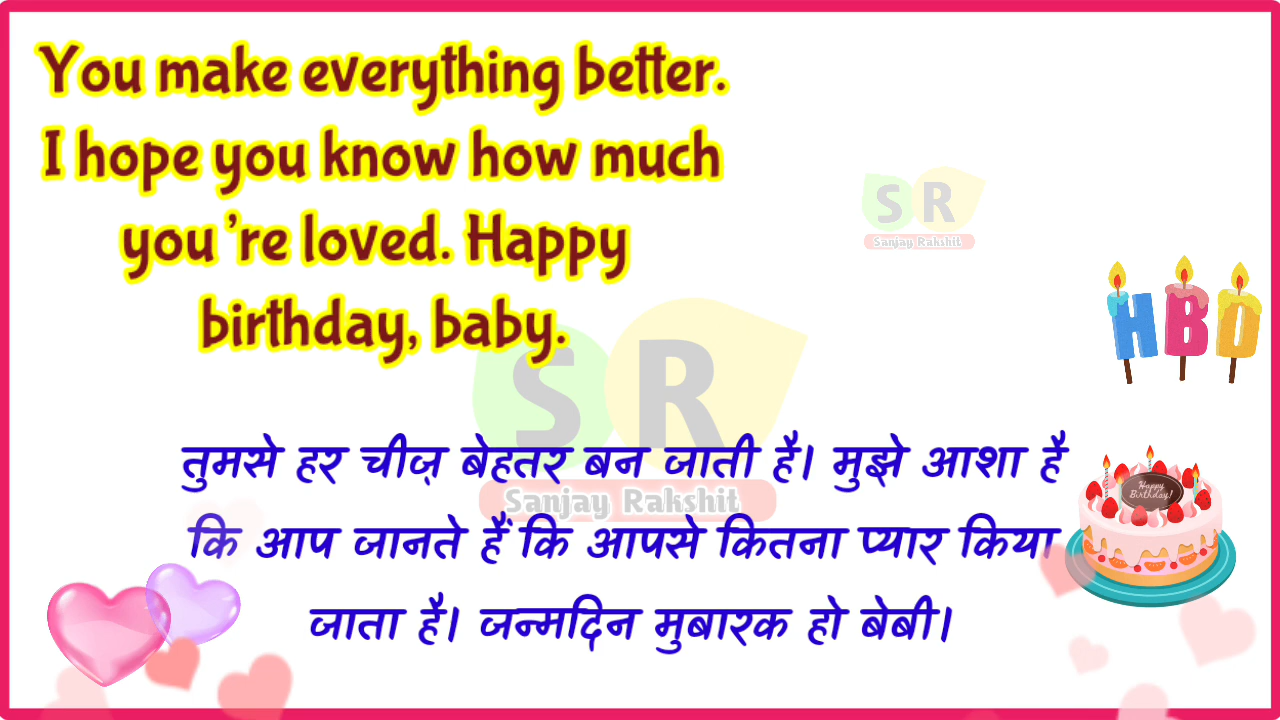 You make everything better.
I hope you know how much
you're loved. Happy
birthday, baby.
S R
Sanjay Rakshit
HBD
S R
Sanjay Rakshit
तुमसे हर चीज़ बेहतर बन जाती है। मुझे आशा है
कि आप जानते हैं कि आपसे कितना प्यार किया
जाता है। जन्मदिन मुबारक हो बेबी।
Happy
Birthday!